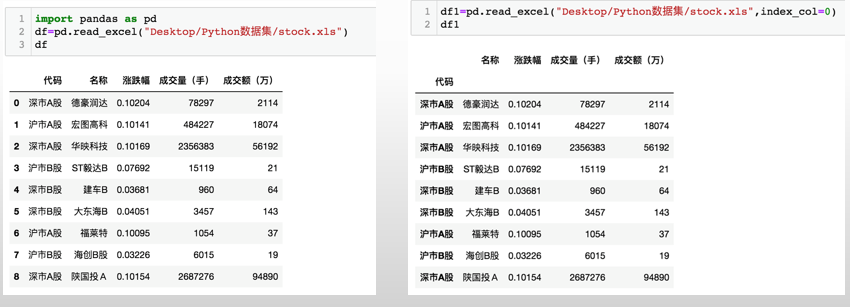 1 import pandas as pd
2 df=pd.read_excel("Desktop/Python数据集/stock.xls")
3 df
代码 名称 涨跌幅 成交量（手） 成交额（万）
0 深市A股 德豪润达 0.10204 78297 2114
1 沪市A股 宏图高科 0.10141 484227 18074
2 深市A股 华映科技 0.10169 2356383 56192
3 沪市B股 ST毅达B 0.07692 15119 21
4 深市B股 建车B 0.03681 960 64
5 深市B股 大东海B 0.04051 3457 143
6 沪市A股 福莱特 0.10095 1054 37
7 沪市B股 海创B股 0.03226 6015 19
8 深市A股 陕国投Ａ 0.10154 2687276 94890
1 df1=pd.read_excel("Desktop/Python数据集/stock.xls",index_col=0)
2 df1
名称 涨跌幅 成交量（手） 成交额（万）
代码
深市A股 德豪润达 0.10204 78297 2114
沪市A股 宏图高科 0.10141 484227 18074
深市A股 华映科技 0.10169 2356383 56192
沪市B股 ST毅达B 0.07692 15119 21
深市B股 建车B 0.03681 960 64
深市B股 大东海B 0.04051 3457 143
沪市A股 福莱特 0.10095 1054 37
沪市B股 海创B股 0.03226 6015 19
深市A股 陕国投Ａ 0.10154 2687276 94890